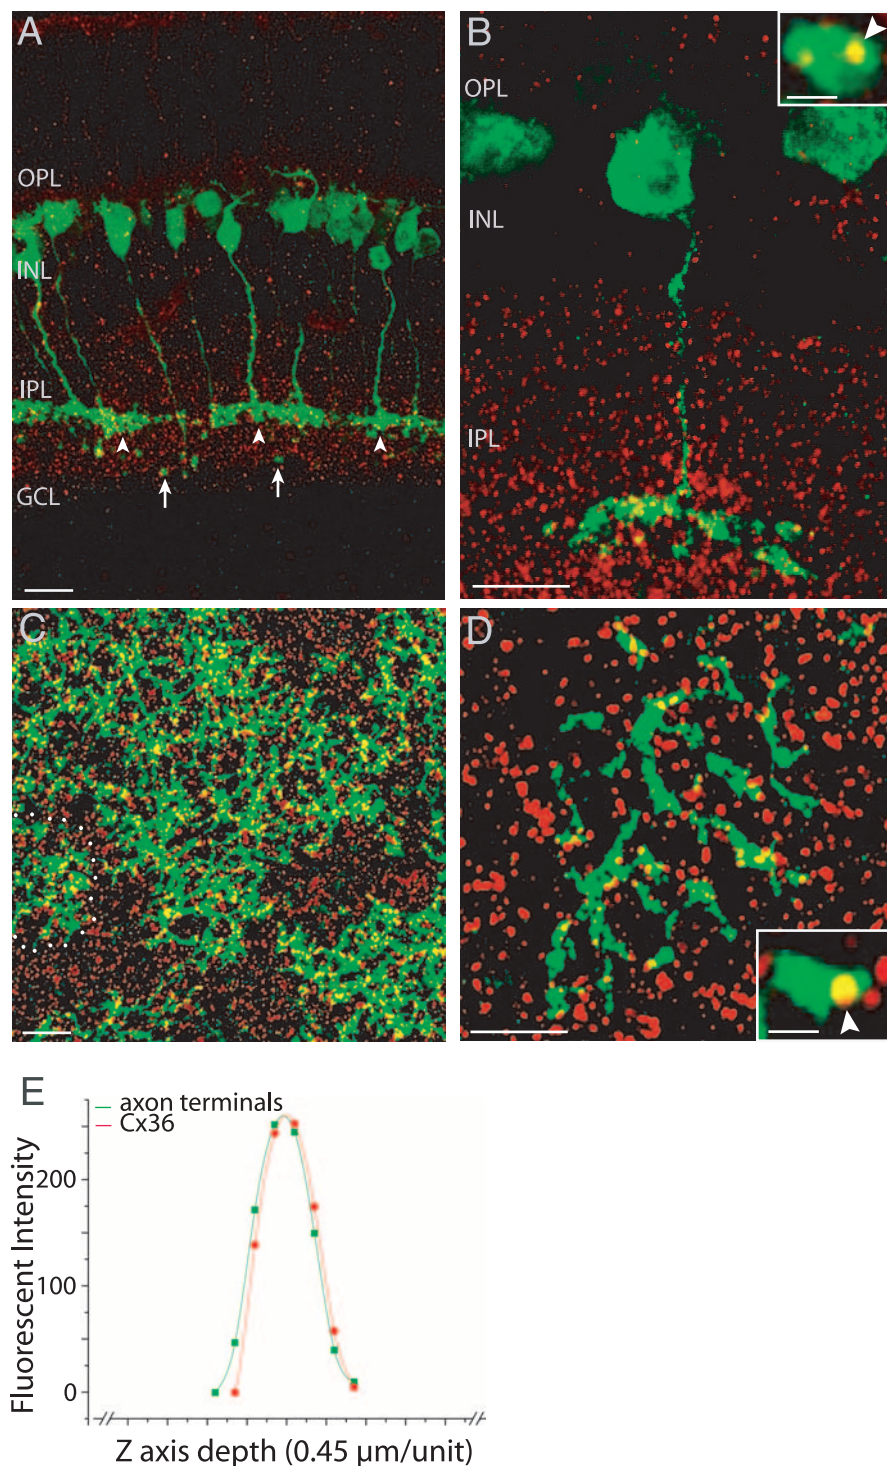 A
OPL
INL
IPL
GCL
B
OPL
INL
IPL
C
D
E
axon terminals
Cx36
Fluorescent Intensity
200
100
0
Z axis depth (0.45 µm/unit)